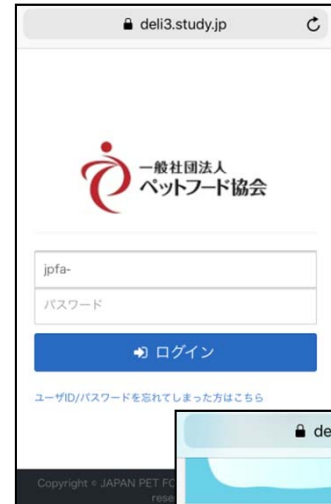 deli3.study.jp
一般社団法人
ペットフード協会
jpfa-
パスワード
ログイン
ユーザID/パスワードを忘れてしまった方はこちら
Copyright © JAPAN PET
rese
de